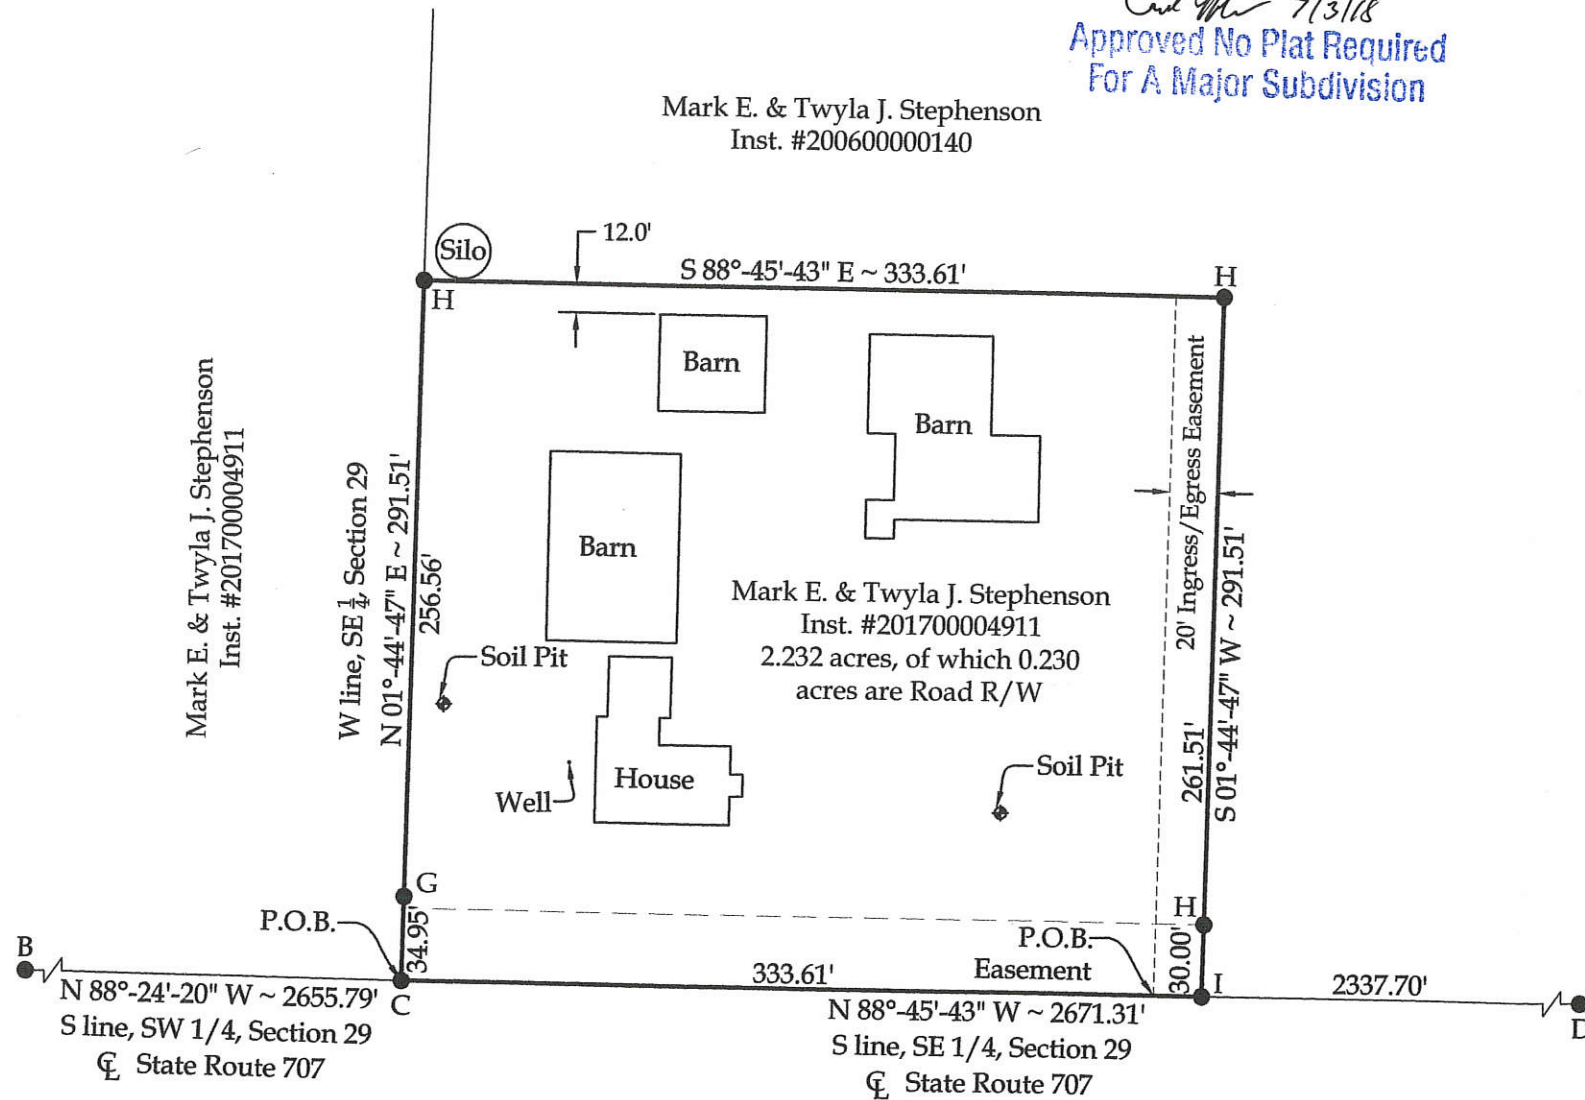 7/3/18
Approved No Plat Required
For A Major Subdivision
Mark E. & Twyla J. Stephenson
Inst. #200600000140
Silo
12.0'
S 88°-45'-43" E ~ 333.61'
H
H
Barn
Barn
Barn
20' Ingress/Egress Easement
Mark E. & Twyla J. Stephenson
Inst. #201700004911
W line, SE 1/4, Section 29
N 01°-44'-47" E ~ 291.51'
256.56'
Mark E. & Twyla J. Stephenson
Inst. #201700004911
2.232 acres, of which 0.230
acres are Road R/W
261.51'
S 01°-44'-47" W ~ 291.51'
Soil Pit
Soil Pit
House
Well
G
H
34.95'
30.00'
P.O.B.
P.O.B.
Easement
B
C
I
D
333.61'
2337.70'
N 88°-24'-20" W ~ 2655.79'
S line, SW 1/4, Section 29
℄ State Route 707
N 88°-45'-43" W ~ 2671.31'
S line, SE 1/4, Section 29
℄ State Route 707